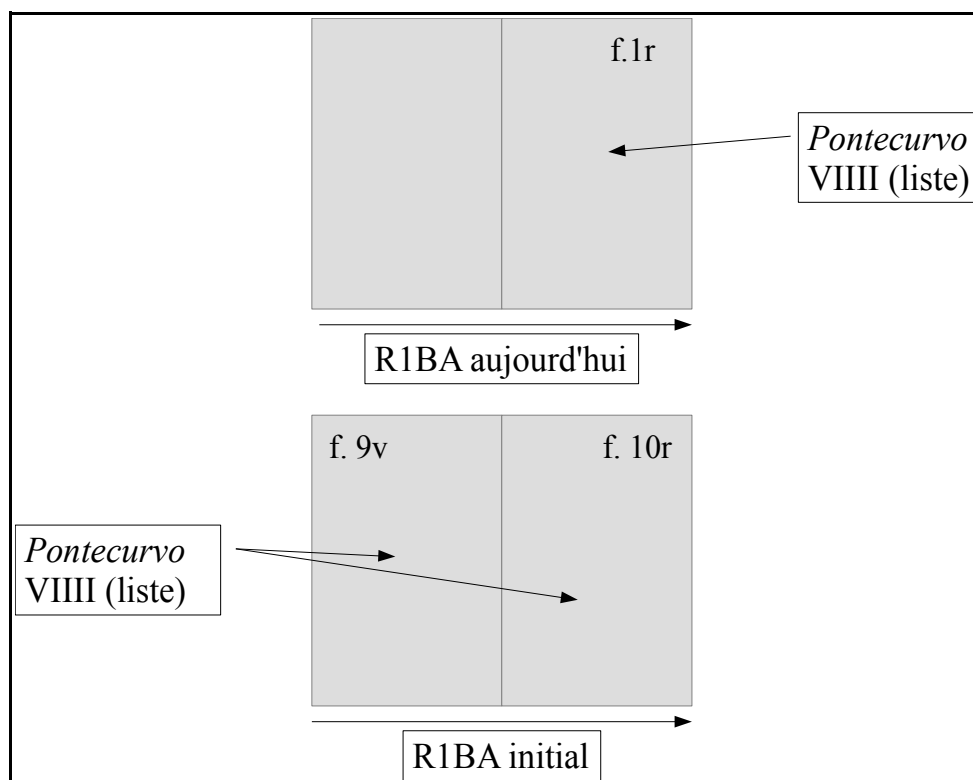 f.1r
Pontecurvo
VIIII (liste)
R1BA aujourd'hui
f. 9v
f. 10r
Pontecurvo
VIIII (liste)
R1BA initial